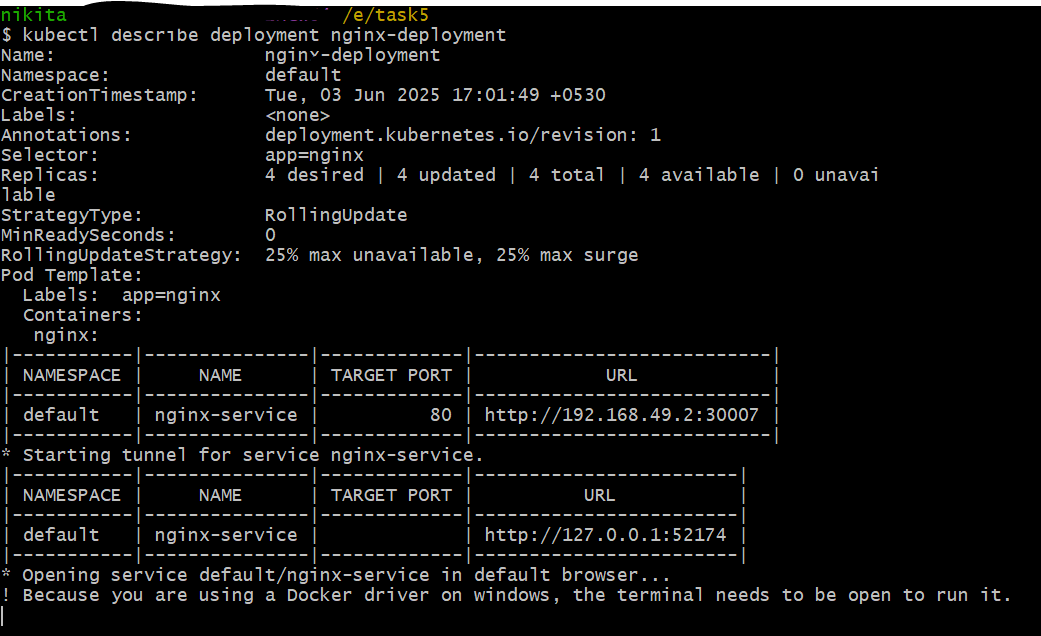 nikita /e/task5
$ kubectl describe deployment nginx-deployment
Name:                   nginx-deployment
Namespace:              default
CreationTimestamp:      Tue, 03 Jun 2025 17:01:49 +0530
Labels:                 <none>
Annotations:            deployment.kubernetes.io/revision: 1
Selector:               app=nginx
Replicas:               4 desired | 4 updated | 4 total | 4 available | 0 unavai
lable
StrategyType:           RollingUpdate
MinReadySeconds:        0
RollingUpdateStrategy:  25% max unavailable, 25% max surge
Pod Template:
  Labels:  app=nginx
  Containers:
   nginx:
|-----------|---------------|-------------|---------------------------|
| NAMESPACE |     NAME      | TARGET PORT |            URL            |
|-----------|---------------|-------------|---------------------------|
| default   | nginx-service |          80 | http://192.168.49.2:30007 |
|-----------|---------------|-------------|---------------------------|
* Starting tunnel for service nginx-service.
|-----------|---------------|-------------|------------------------|
| NAMESPACE |     NAME      | TARGET PORT |          URL           |
|-----------|---------------|-------------|------------------------|
| default   | nginx-service |             | http://127.0.0.1:52174 |
|-----------|---------------|-------------|------------------------|
* Opening service default/nginx-service in default browser...
! Because you are using a Docker driver on windows, the terminal needs to be open to run it.